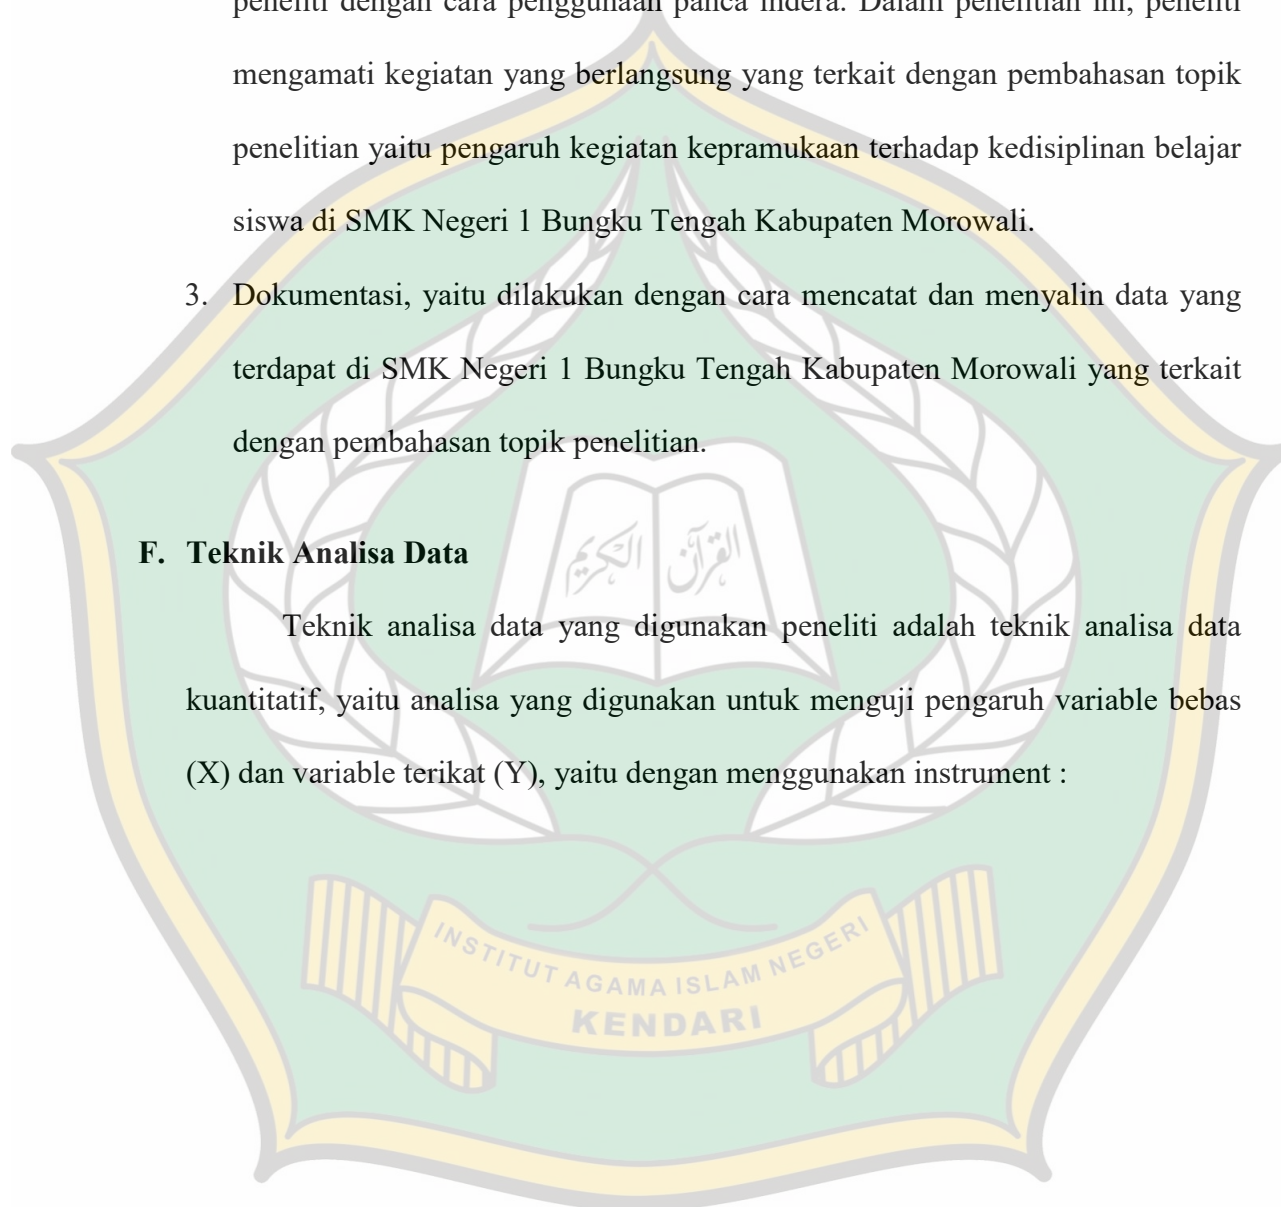 peneliti dengan cara penggunaan panca indera. Dalam penelitian ini, peneliti
mengamati kegiatan yang berlangsung yang terkait dengan pembahasan topik
penelitian yaitu pengaruh kegiatan kepramukaan terhadap kedisiplinan belajar
siswa di SMK Negeri 1 Bungku Tengah Kabupaten Morowali.
3. Dokumentasi, yaitu dilakukan dengan cara mencatat dan menyalin data yang
terdapat di SMK Negeri 1 Bungku Tengah Kabupaten Morowali yang terkait
dengan pembahasan topik penelitian.
F. Teknik Analisa Data
القرآن الكريم
Teknik analisa data yang digunakan peneliti adalah teknik analisa data
kuantitatif, yaitu analisa yang digunakan untuk menguji pengaruh variable bebas
(X) dan variable terikat (Y), yaitu dengan menggunakan instrument :
INSTITUT AGAMA ISLAM NEGERI
KENDARI